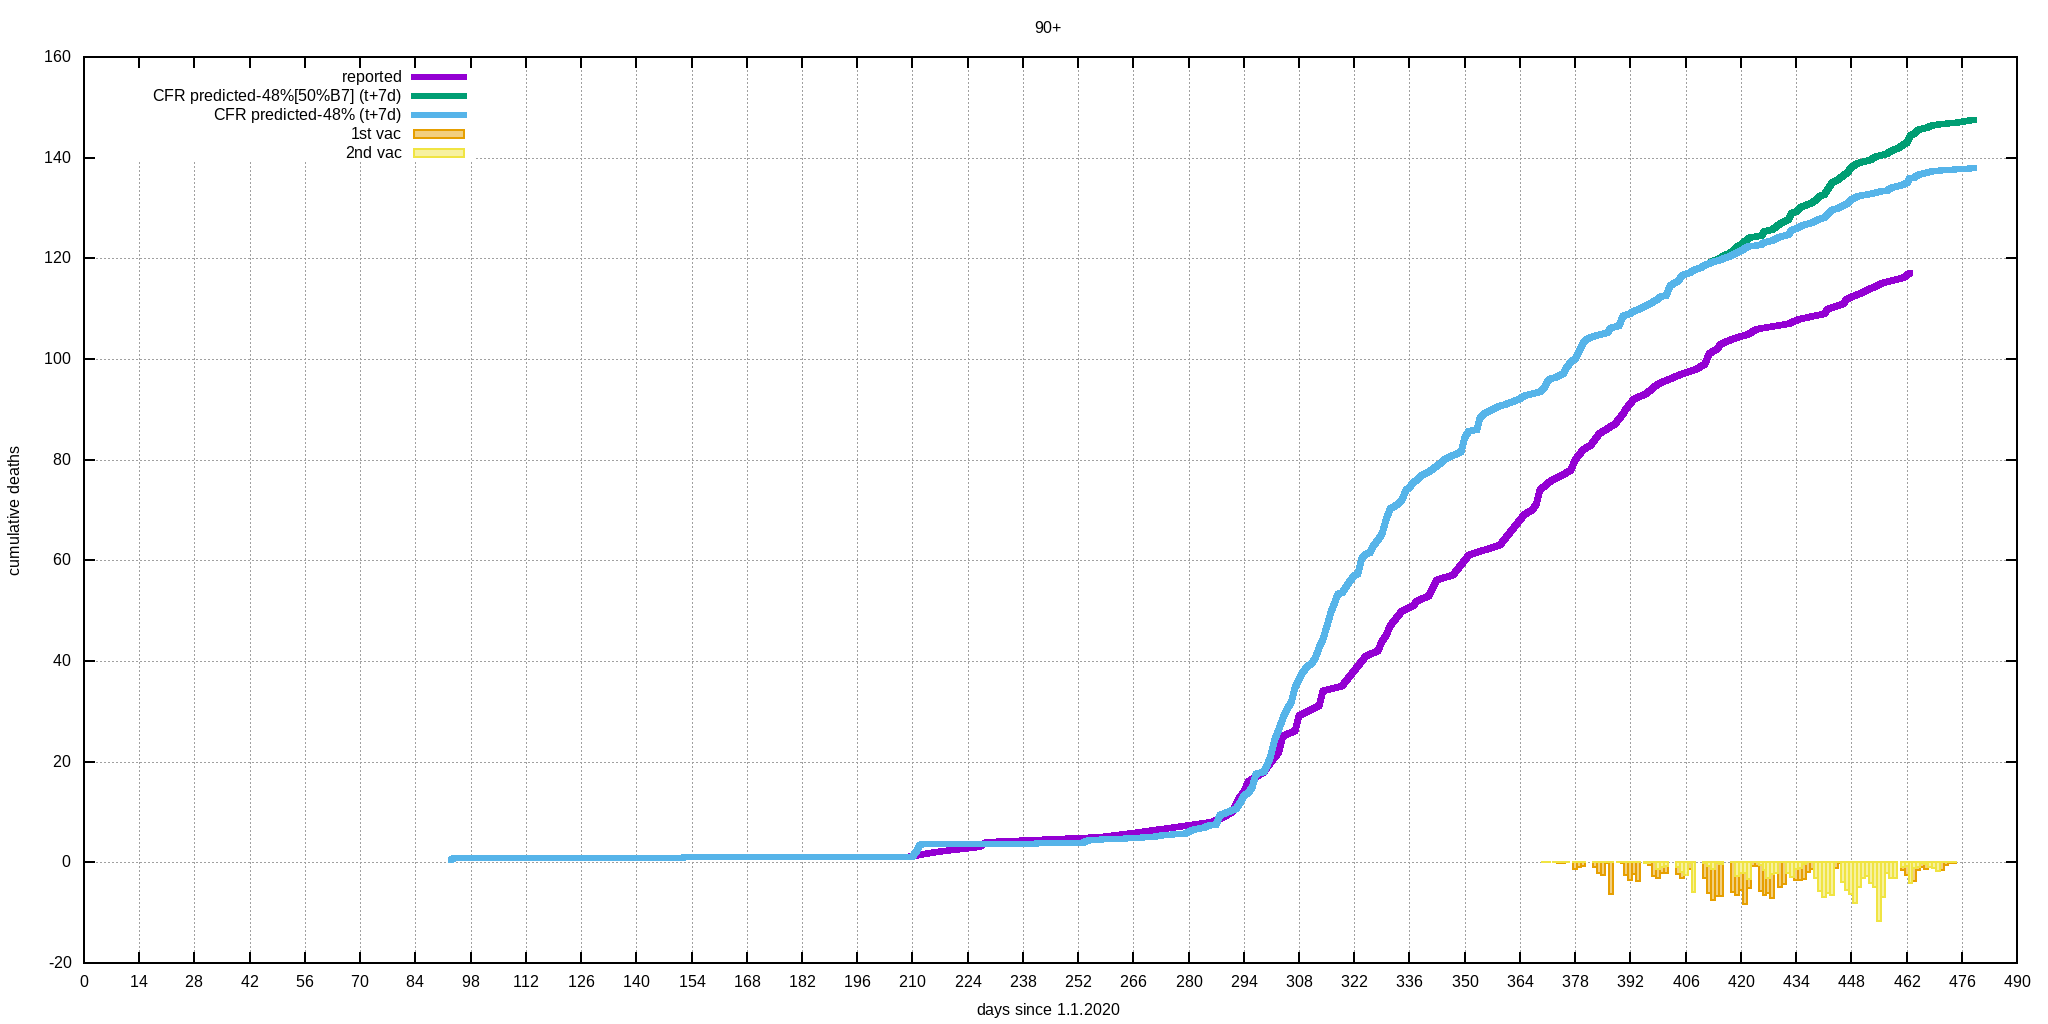 90+
160
140
120
100
80
60
40
20
0
-20
cumulative deaths
reported
CFR predicted-48%[50%B7] (t+7d)
CFR predicted-48% (t+7d)
1st vac
2nd vac
0 14 28 42 56 70 84 98 112 126 140 154 168 182 196 210 224 238 252 266 280 294 308 322 336 350 364 378 392 406 420 434 448 462 476 490
days since 1.1.2020